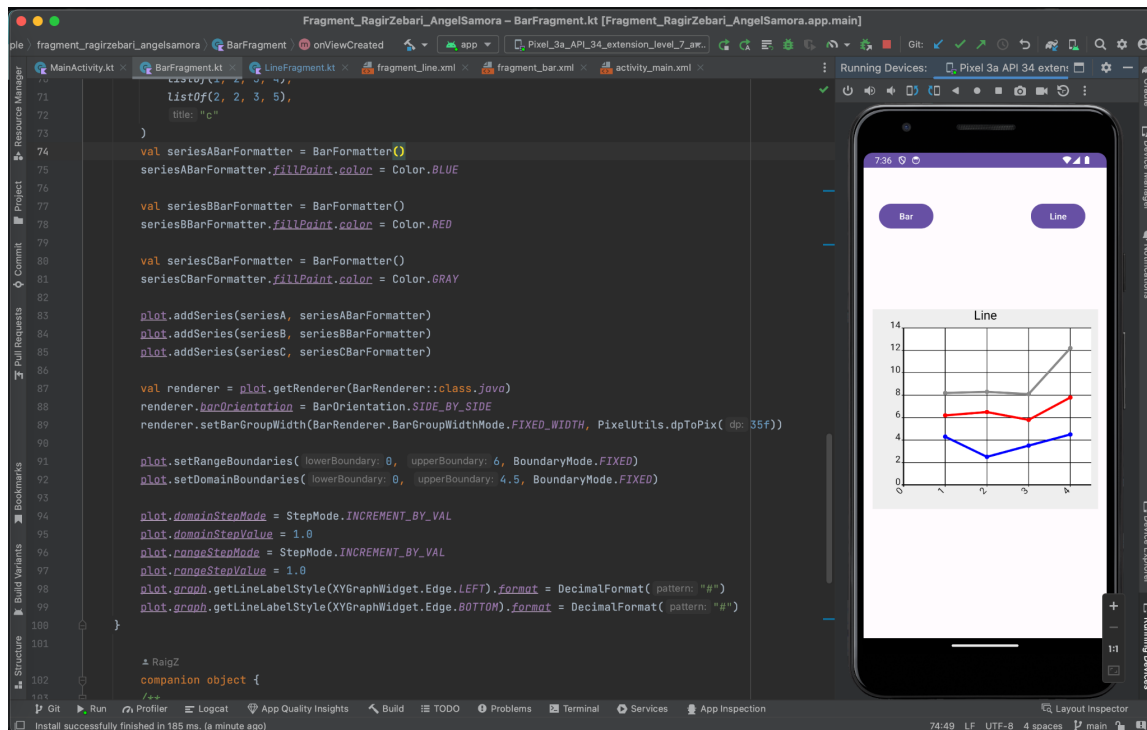 Fragment_RagirZebari_AngelSamora – BarFragment.kt [Fragment_RagirZebari_AngelSamora.app.main]
ple 〉 fragment_ragirzebari_angelsamora 〉 BarFragment 〉 onViewCreated
app
Pixel_3a_API_34_extension_level_7_ar..
Git:
MainActivity.kt
BarFragment.kt
LineFragment.kt
fragment_line.xml
fragment_bar.xml
activity_main.xml
Running Devices:
Pixel 3a API 34 extens
Resource Manager
Project
Commit
Pull Requests
Bookmarks
Build Variants
Structure
70 listOf(1, 2, 3, 4),
71 listOf(2, 2, 3, 5),
72 title: "c"
73 )
74 val seriesABarFormatter = BarFormatter()
75 seriesABarFormatter.fillPaint.color = Color.BLUE
76
77 val seriesBBarFormatter = BarFormatter()
78 seriesBBarFormatter.fillPaint.color = Color.RED
79
80 val seriesCBarFormatter = BarFormatter()
81 seriesCBarFormatter.fillPaint.color = Color.GRAY
82
83 plot.addSeries(seriesA, seriesABarFormatter)
84 plot.addSeries(seriesB, seriesBBarFormatter)
85 plot.addSeries(seriesC, seriesCBarFormatter)
86
87 val renderer = plot.getRenderer(BarRenderer::class.java)
88 renderer.barOrientation = BarOrientation.SIDE_BY_SIDE
89 renderer.setBarGroupWidth(BarRenderer.BarGroupWidthMode.FIXED_WIDTH, PixelUtils.dpToPix( dp: 35f))
90
91 plot.setRangeBoundaries( lowerBoundary: 0, upperBoundary: 6, BoundaryMode.FIXED)
92 plot.setDomainBoundaries( lowerBoundary: 0, upperBoundary: 4.5, BoundaryMode.FIXED)
93
94 plot.domainStepMode = StepMode.INCREMENT_BY_VAL
95 plot.domainStepValue = 1.0
96 plot.rangeStepMode = StepMode.INCREMENT_BY_VAL
97 plot.rangeStepValue = 1.0
98 plot.graph.getLineLabelStyle(XYGraphWidget.Edge.LEFT).format = DecimalFormat( pattern: "#")
99 plot.graph.getLineLabelStyle(XYGraphWidget.Edge.BOTTOM).format = DecimalFormat( pattern: "#")
100 }
101
RaigZ
102 companion object {
103 /**
7:36
Bar
Line
Line
14
12
10
8
6
4
2
0
0 1 2 3 4
1:1
Running Devices
Git
Run
Profiler
Logcat
App Quality Insights
Build
TODO
Problems
Terminal
Services
App Inspection
Layout Inspector
Install successfully finished in 185 ms. (a minute ago)
74:49 LF UTF-8 4 spaces main